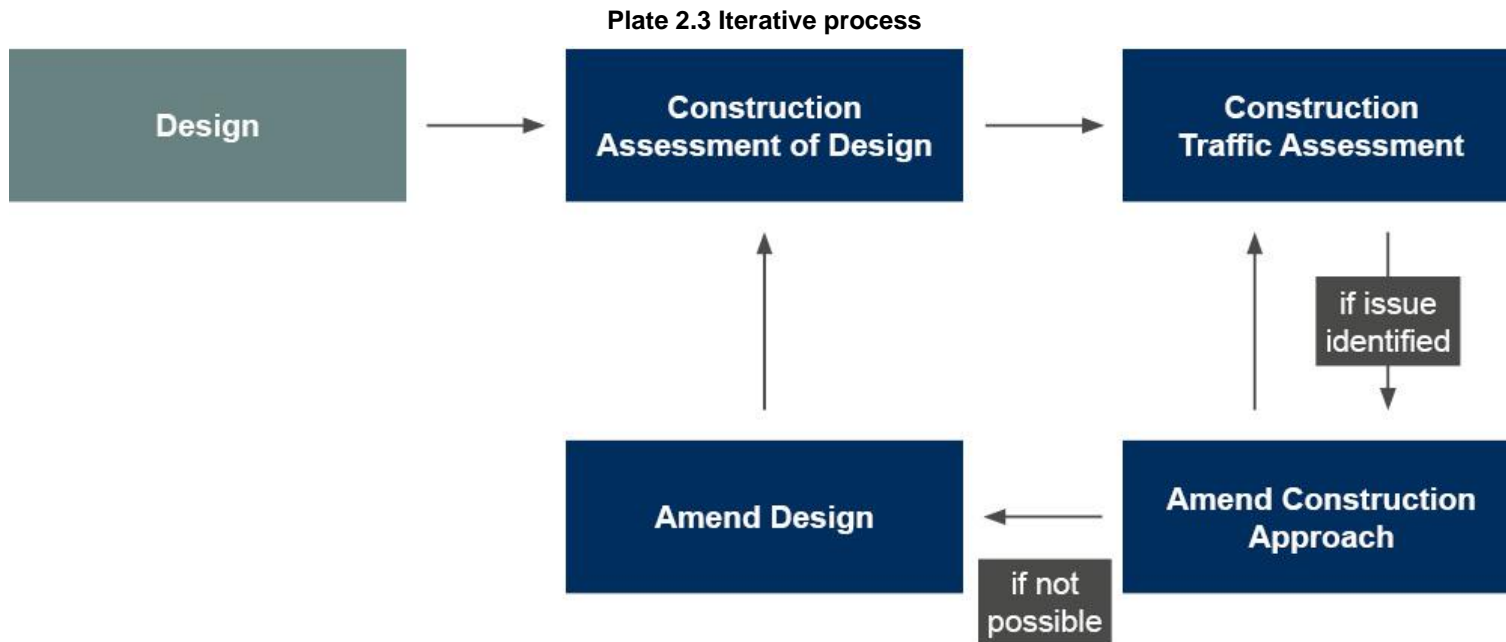 Plate 2.3 Iterative process
Design
Construction
Assessment of Design
Construction
Traffic Assessment
if issue
identified
Amend Design
Amend Construction
Approach
if not
possible